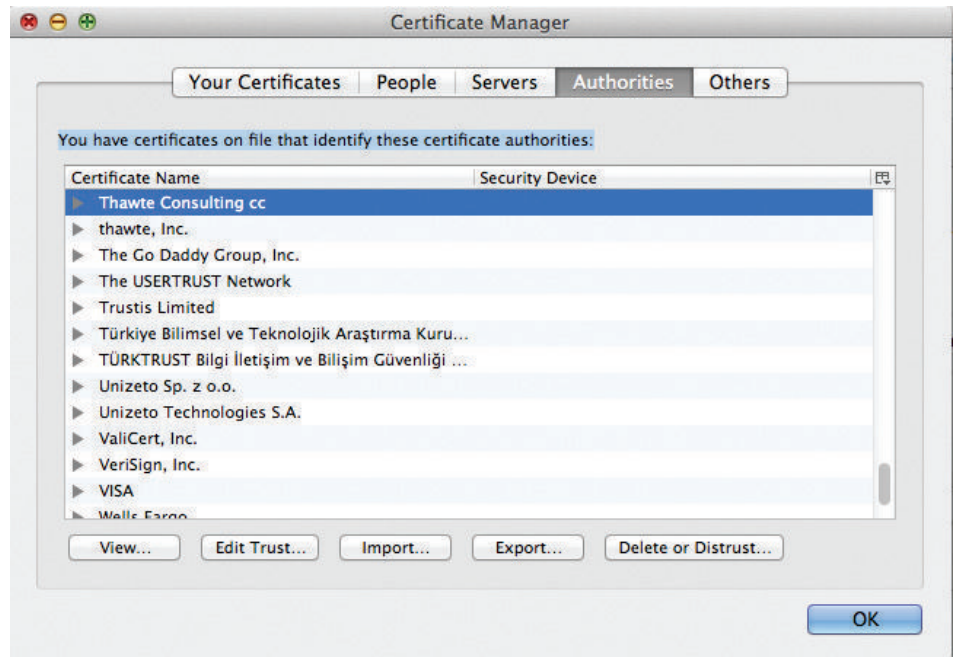 Certificate Manager
Your Certificates People Servers Authorities Others
You have certificates on file that identify these certificate authorities:
Certificate Name Security Device
Thawte Consulting cc
thawte, Inc.
The Go Daddy Group, Inc.
The USERTRUST Network
Trustis Limited
Türkiye Bilimsel ve Teknolojik Araştırma Kuru...
TÜRKTRUST Bilgi İletişim ve Bilişim Güvenliği ...
Unizeto Sp. z o.o.
Unizeto Technologies S.A.
ValiCert, Inc.
VeriSign, Inc.
VISA
Wells Fargo
View... Edit Trust... Import... Export... Delete or Distrust...
OK